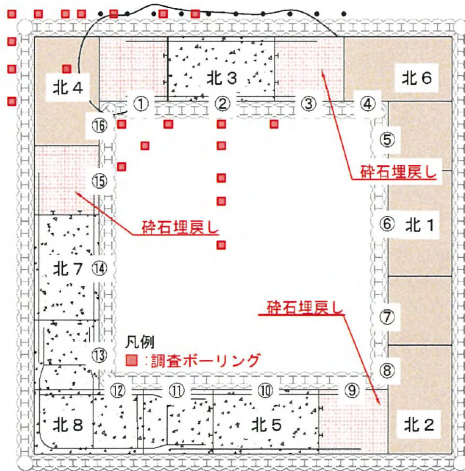 北4
北3
北6
①
②
③
④
⑯
⑤
砕石埋戻し
⑮
砕石埋戻し
⑥
北1
北7
⑭
砕石埋戻し
⑦
凡例
調査ボーリング
⑬
⑧
⑫
⑪
⑩
⑨
北8
北5
北2